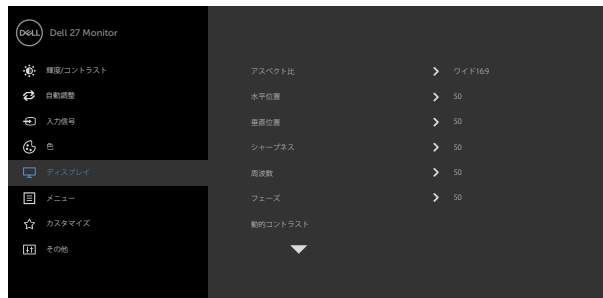 DELL Dell 27 Monitor
輝度/コントラスト
自動調整
入力信号
色
ディスプレイ
メニュー
カスタマイズ
その他
アスペクト比 ワイド16:9
水平位置 50
垂直位置 50
シャープネス 50
周波数 50
フェーズ 50
動的コントラスト